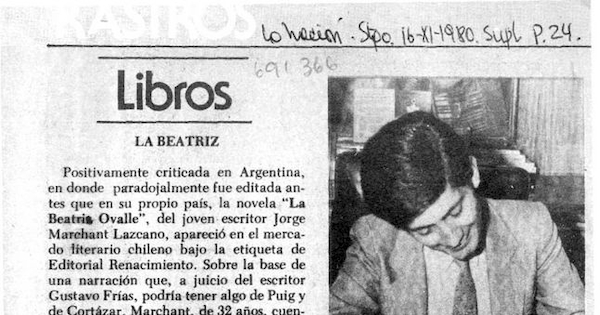 RASTROS
La Nación. Stgo. 16-XI-1980. Supl p. 24.
691 366
Libros
LA BEATRIZ
Positivamente criticada en Argentina,
en donde paradojalmente fue editada an-
tes que en su propio país, la novela "La
Beatriz Ovalle", del joven escritor Jorge
Marchant Lazcano, apareció en el merca-
do literario chileno bajo la etiqueta de
Editorial Renacimiento. Sobre la base de
una narración que, a juicio del escritor
Gustavo Frías, podría tener algo de Puig y
de Cortázar, Marchant, de 32 años, cuen-